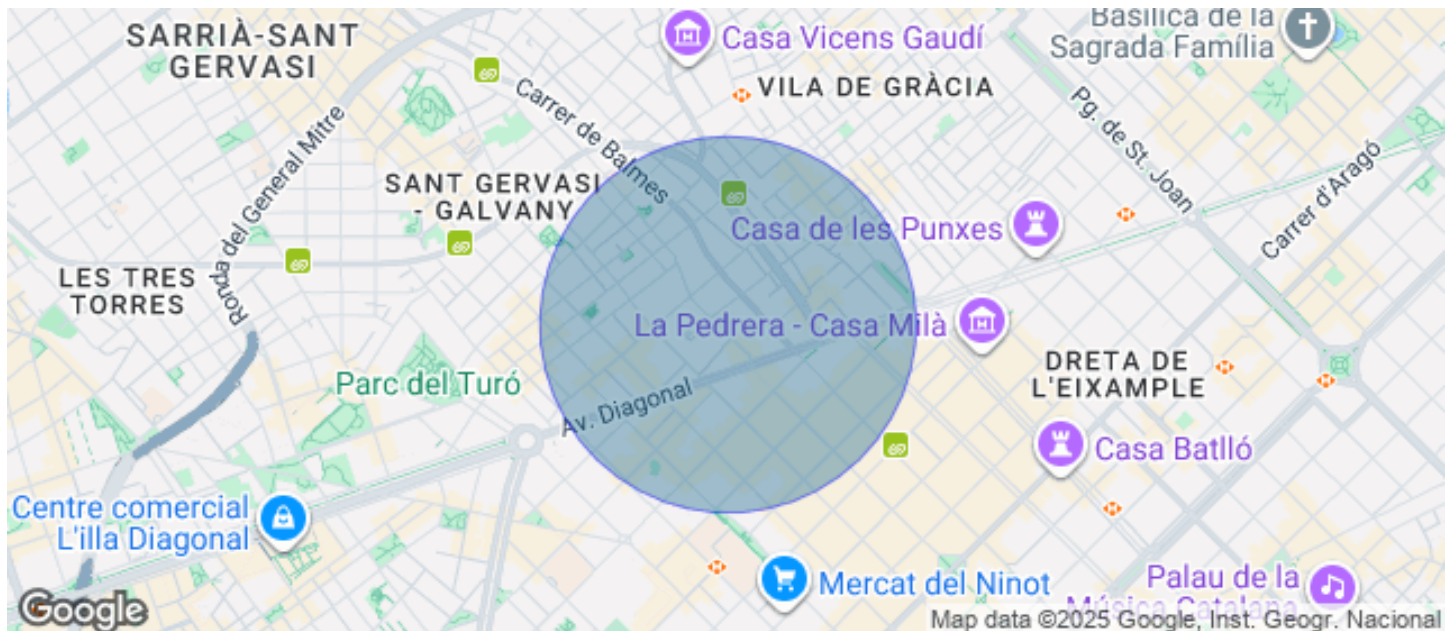 SARRIÀ-SANT
GERVASI
Casa Vicens Gaudí
Basílica de la
Sagrada Família
VILA DE GRÀCIA
Carrer de Balmes
Pg. de St. Joan
Ronda del General Mitre
SANT GERVASI
- GALVANY
Carrer d'Aragó
Casa de les Punxes
LES TRES
TORRES
La Pedrera - Casa Milà
DRETA DE
L'EIXAMPLE
Parc del Turó
Av. Diagonal
Casa Batlló
Centre comercial
L'illa Diagonal
Mercat del Ninot
Palau de la
Música Catalana
Google
Map data ©2025 Google, Inst. Geogr. Nacional